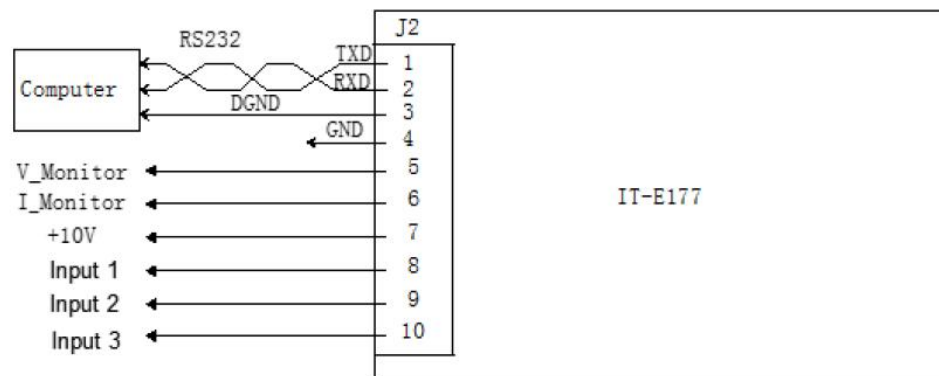 J2
RS232
TXD
1
Computer
RXD
2
DGND
3
GND
4
V_Monitor
5
I_Monitor
6
IT-E177
+10V
7
Input 1
8
Input 2
9
Input 3
10